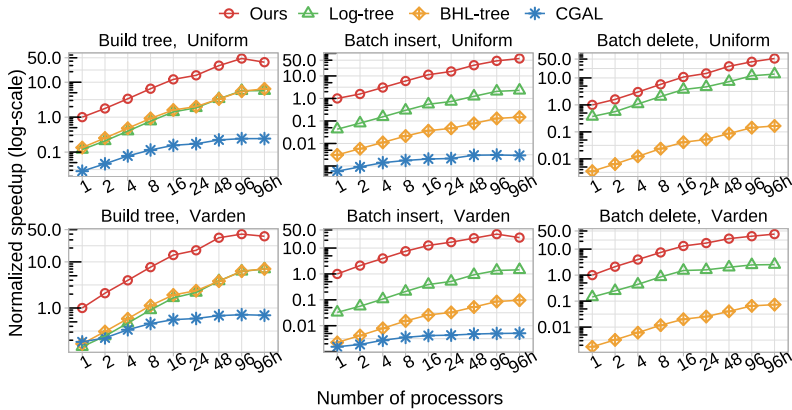 Ours Log-tree BHL-tree CGAL
Normalized speedup (log-scale)
Build tree, Uniform
50.0
10.0
1.0
0.1
1 2 4 8 16 24 48 96 96h
Batch insert, Uniform
50.0
10.0
1.0
0.1
0.01
1 2 4 8 16 24 48 96 96h
Batch delete, Uniform
50.0
10.0
1.0
0.1
0.01
1 2 4 8 16 24 48 96 96h
Build tree, Varden
50.0
10.0
1.0
1 2 4 8 16 24 48 96 96h
Batch insert, Varden
50.0
10.0
1.0
0.1
0.01
1 2 4 8 16 24 48 96 96h
Batch delete, Varden
50.0
10.0
1.0
0.1
0.01
1 2 4 8 16 24 48 96 96h
Number of processors